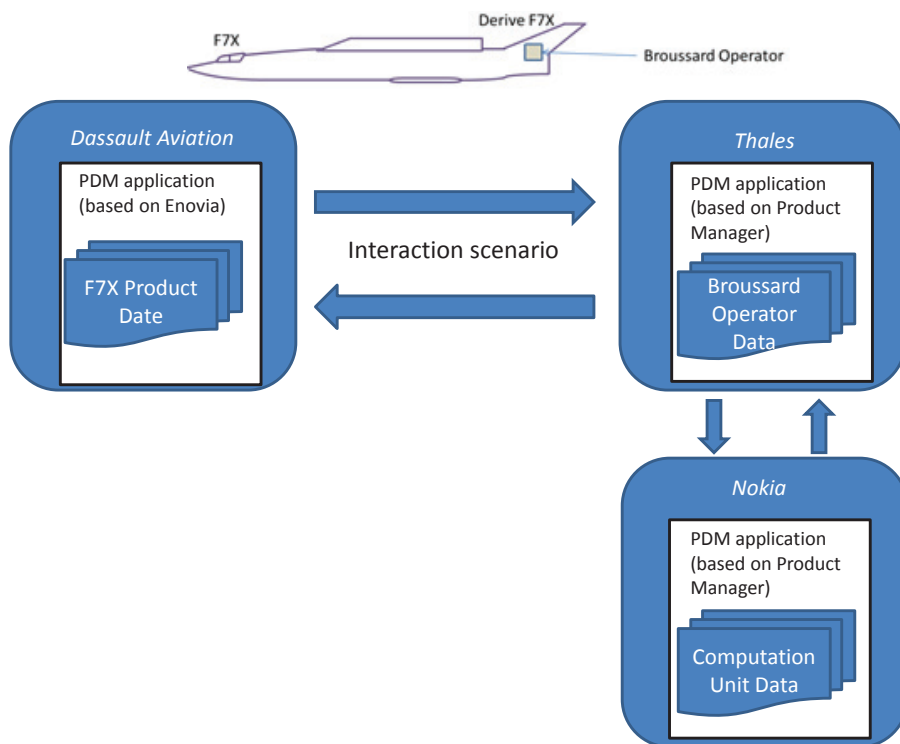 Derive F7X
F7X
Broussard Operator
Dassault Aviation
PDM application
(based on Enovia)
F7X Product
Date
Interaction scenario
Thales
PDM application
(based on Product
Manager)
Broussard
Operator
Data
Nokia
PDM application
(based on Product
Manager)
Computation
Unit Data